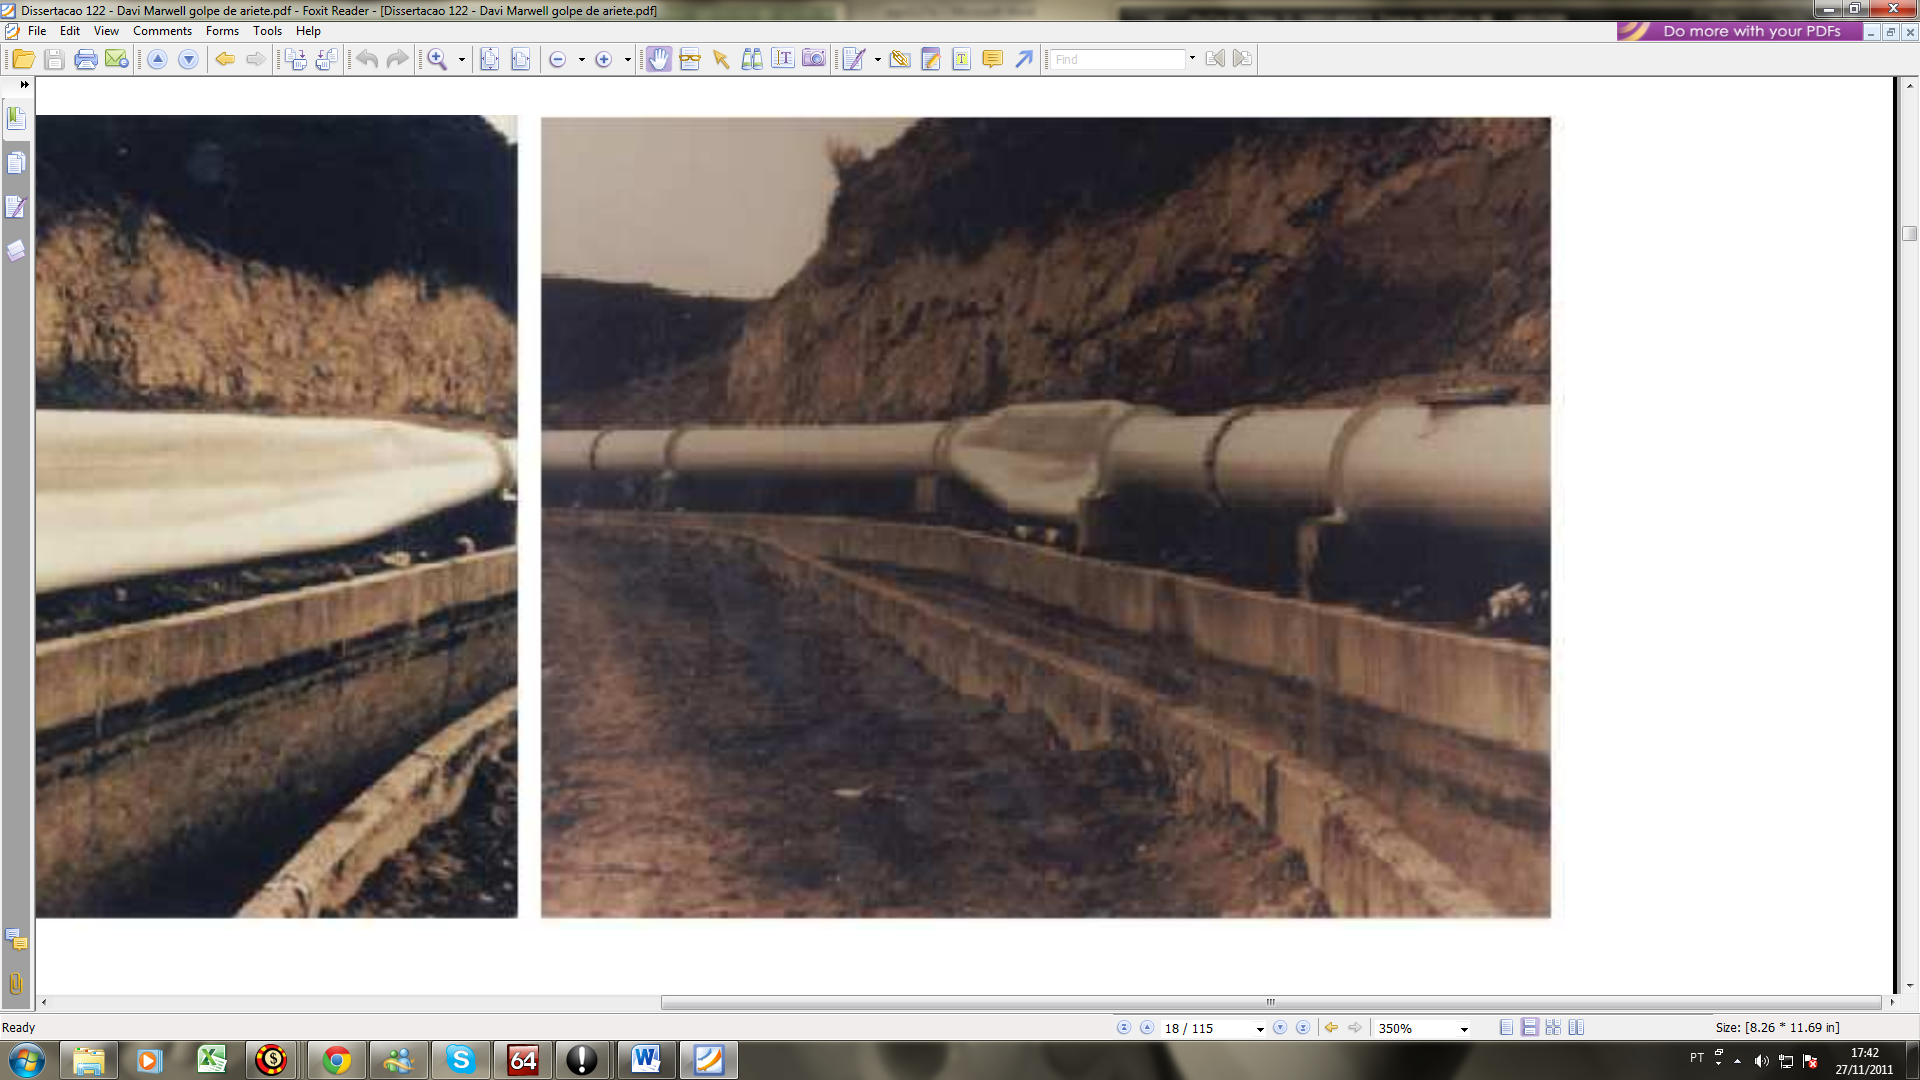 Dissertacao 122 - Davi Marwell golpe de ariete.pdf - Foxit Reader - [Dissertacao 122 - Davi Marwell golpe de ariete.pdf]
File Edit View Comments Forms Tools Help
Do more with your PDFs
Find
Ready
18 / 115
350%
Size: [8.26 * 11.69 in]
64
PT
17:42
27/11/2011